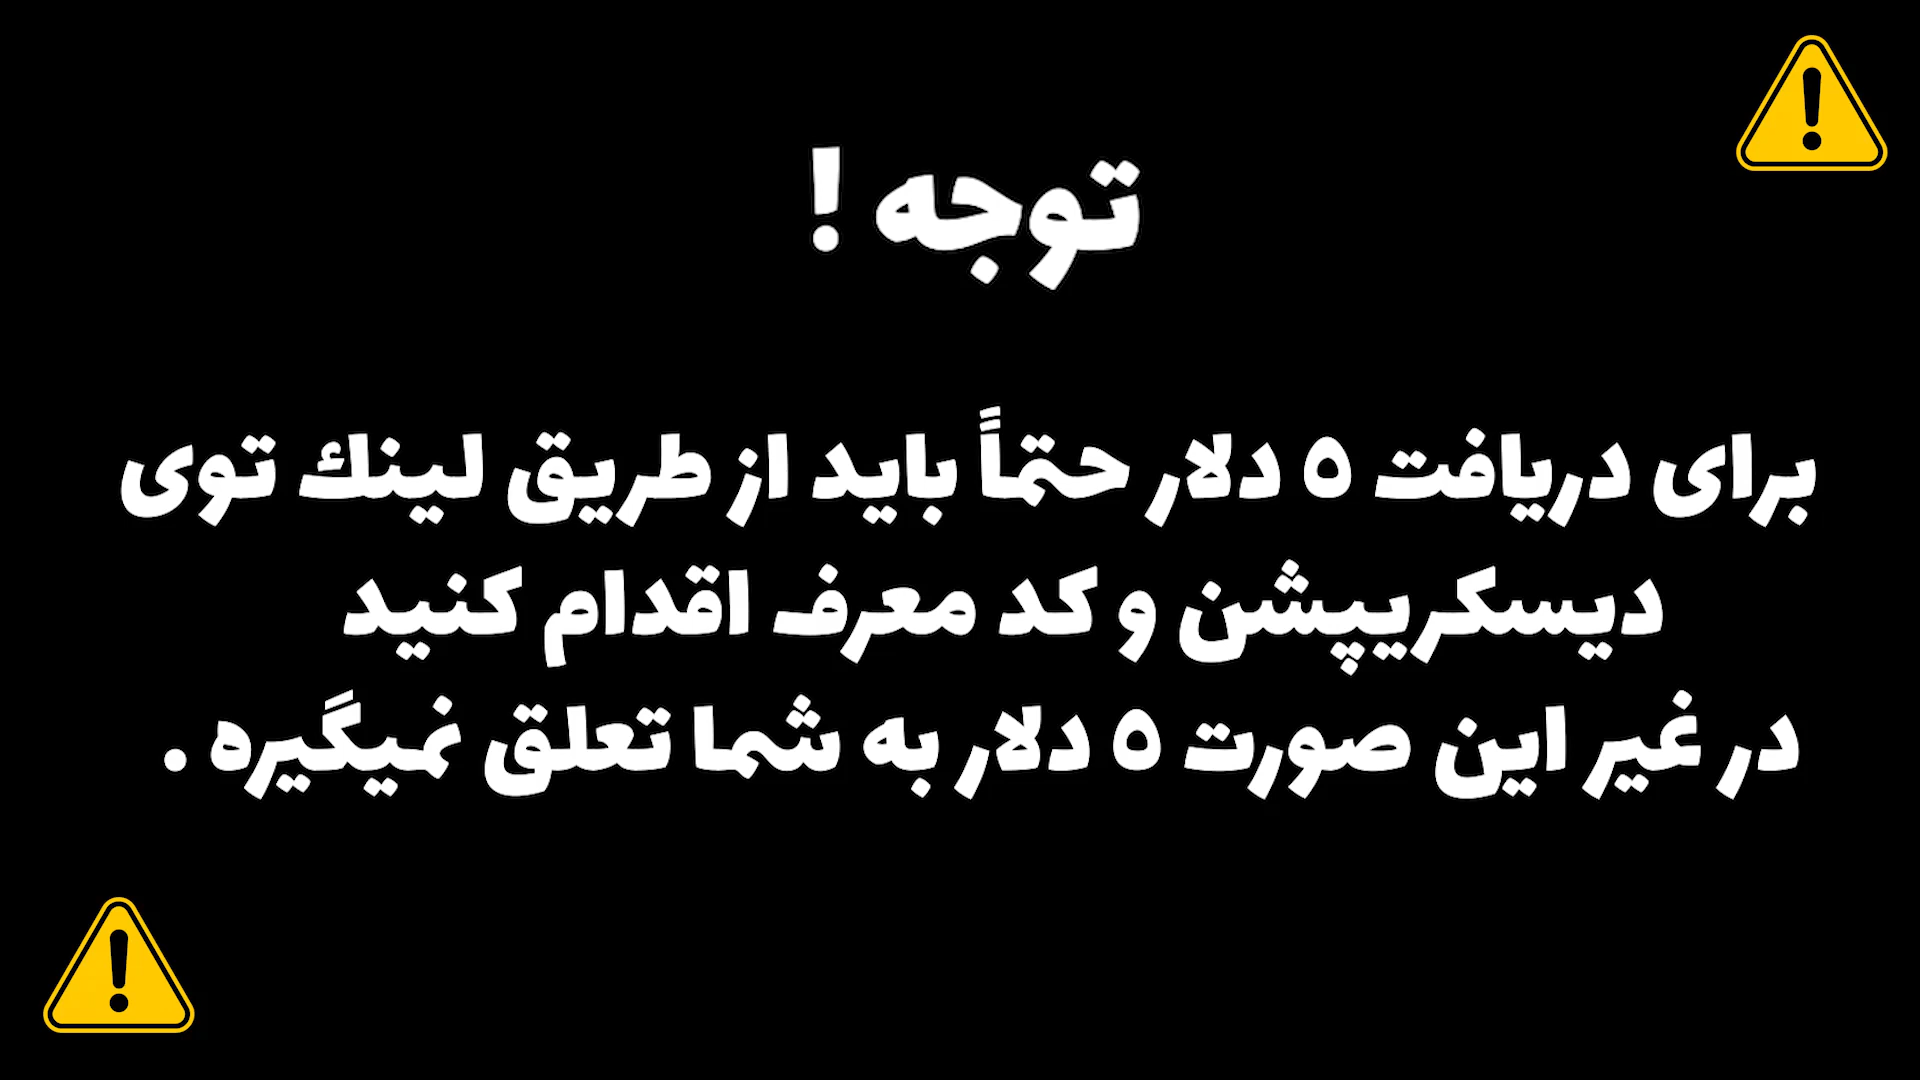 توجه !
برای دریافت ۵ دلار حتماً باید از طریق لینك توی
دیسکریپشن و کد معرف اقدام کنید
در غیر این صورت ۵ دلار به شما تعلق نمیگیره .